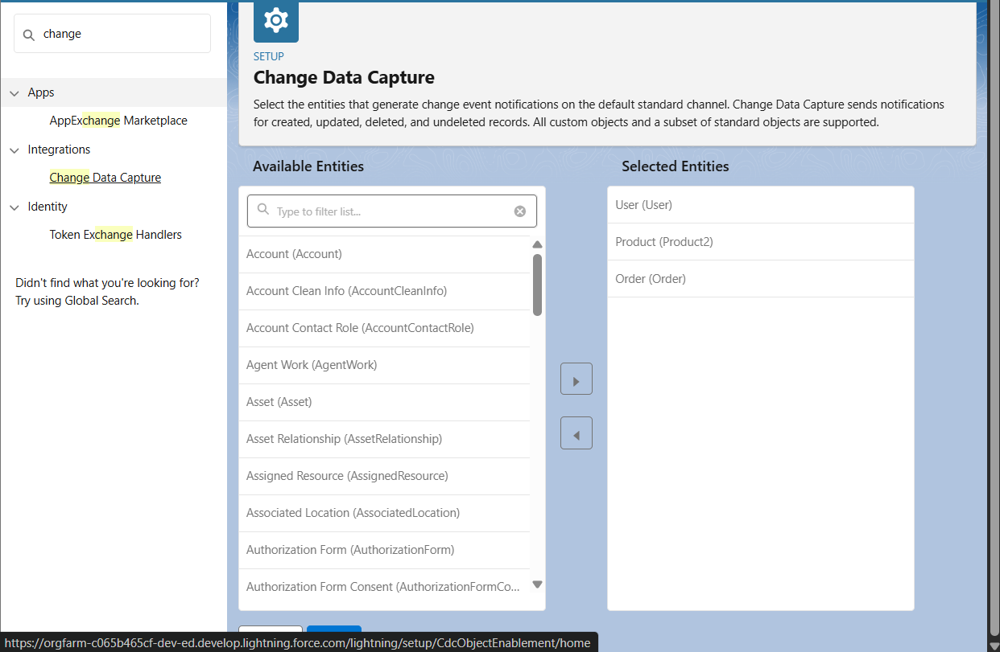 change
Apps
AppExchange Marketplace
Integrations
Change Data Capture
Identity
Token Exchange Handlers
Didn't find what you're looking for?
Try using Global Search.
SETUP
Change Data Capture
Select the entities that generate change event notifications on the default standard channel. Change Data Capture sends notifications
for created, updated, deleted, and undeleted records. All custom objects and a subset of standard objects are supported.
Available Entities
Type to filter list...
Account (Account)
Account Clean Info (AccountCleanInfo)
Account Contact Role (AccountContactRole)
Agent Work (AgentWork)
Asset (Asset)
Asset Relationship (AssetRelationship)
Assigned Resource (AssignedResource)
Associated Location (AssociatedLocation)
Authorization Form (AuthorizationForm)
Authorization Form Consent (AuthorizationFormCo...
Selected Entities
User (User)
Product (Product2)
Order (Order)
https://orgfarm-c065b465cf-dev-ed.develop.lightning.force.com/lightning/setup/CdcObjectEnablement/home